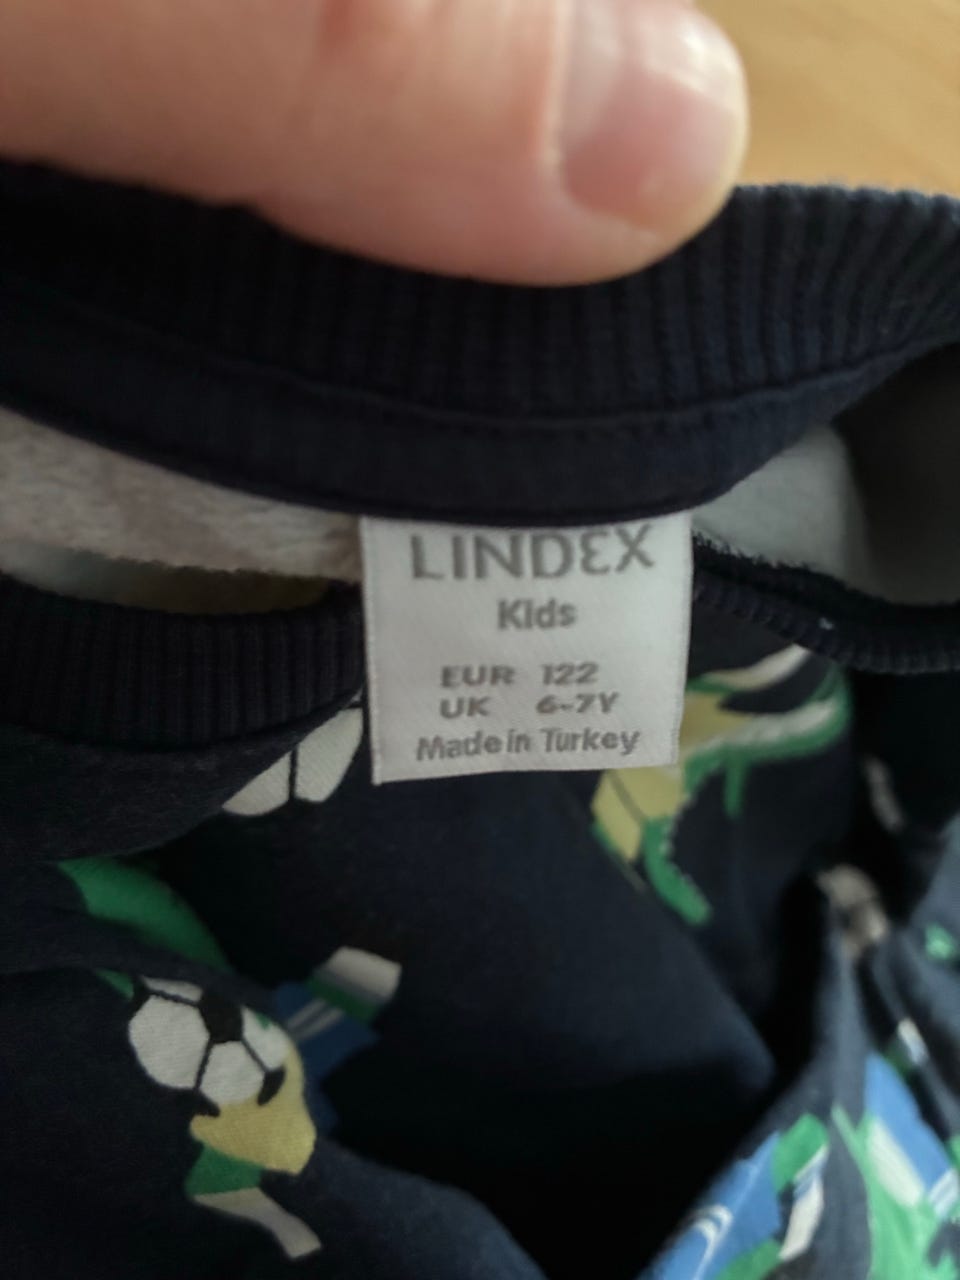 LINDEX
Kids
EUR 122
UK 6-7Y
Made in Turkey